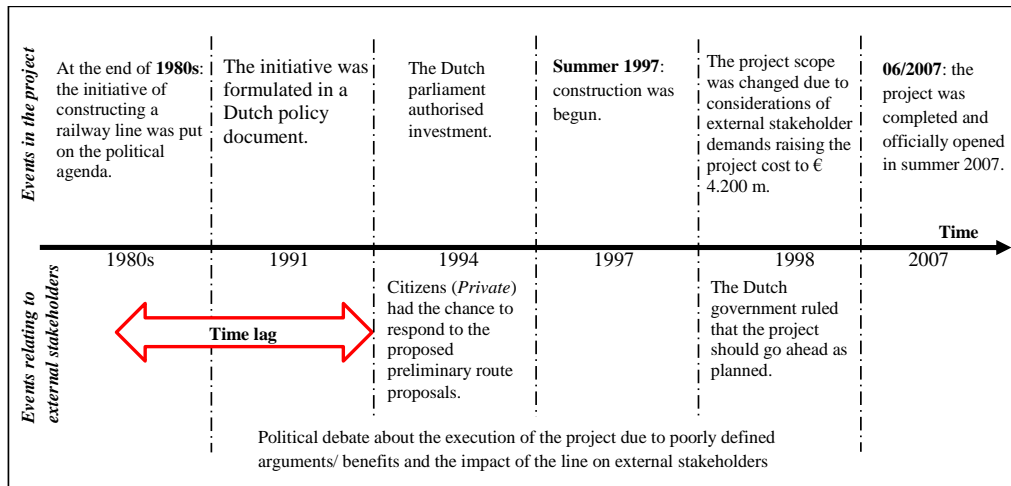 Events in the project
At the end of 1980s:
the initiative of
constructing a
railway line was put
on the political
agenda.
The initiative was
formulated in a
Dutch policy
document.
The Dutch
parliament
authorised
investment.
Summer 1997:
construction was
begun.
The project scope
was changed due to
considerations of
external stakeholder
demands raising the
project cost to €
4.200 m.
06/2007: the
project was
completed and
officially opened
in summer 2007.
Time
1980s
1991
1994
1997
1998
2007
Events relating to
external stakeholders
Time lag
Citizens (Private)
had the chance to
respond to the
proposed
preliminary route
proposals.
The Dutch
government ruled
that the project
should go ahead as
planned.
Political debate about the execution of the project due to poorly defined
arguments/ benefits and the impact of the line on external stakeholders